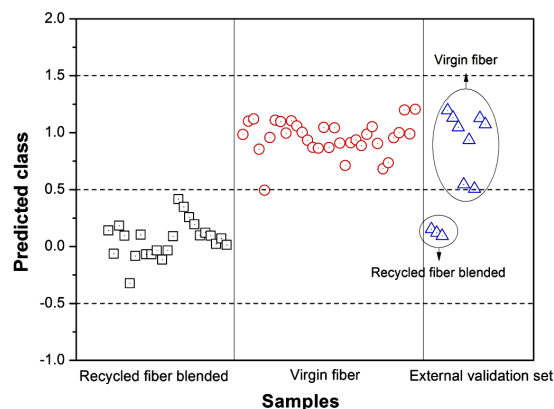 2.0
1.5
1.0
0.5
0.0
-0.5
-1.0
Predicted class
Virgin fiber
Recycled fiber blended
Recycled fiber blended
Virgin fiber
External validation set
Samples